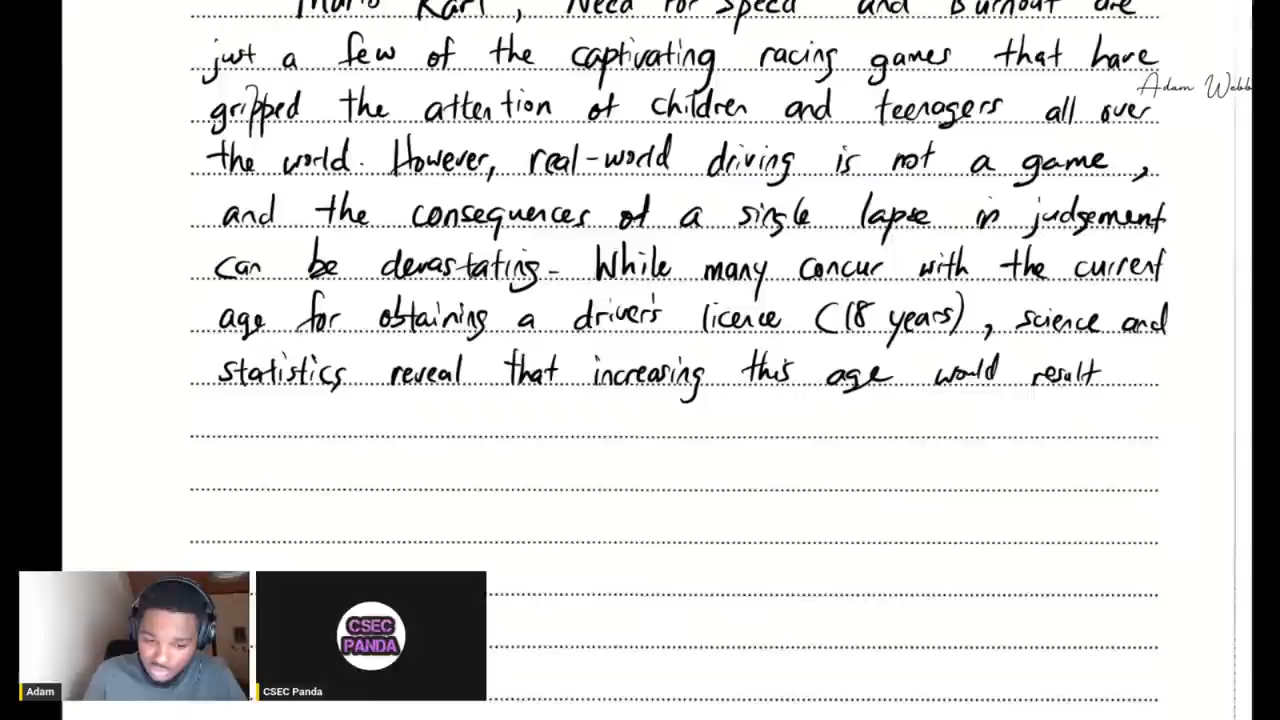 Mario Kart, Need for Speed and Burnout are
just a few of the captivating racing games that have
Adam Webb
gripped the attention of children and teenagers all over
the world. However, real-world driving is not a game,
and the consequences of a single lapse in judgement
can be devastating. While many concur with the current
age for obtaining a driver's licence (18 years), science and
statistics reveal that increasing this age would result
CSEC
PANDA
Adam
CSEC Panda